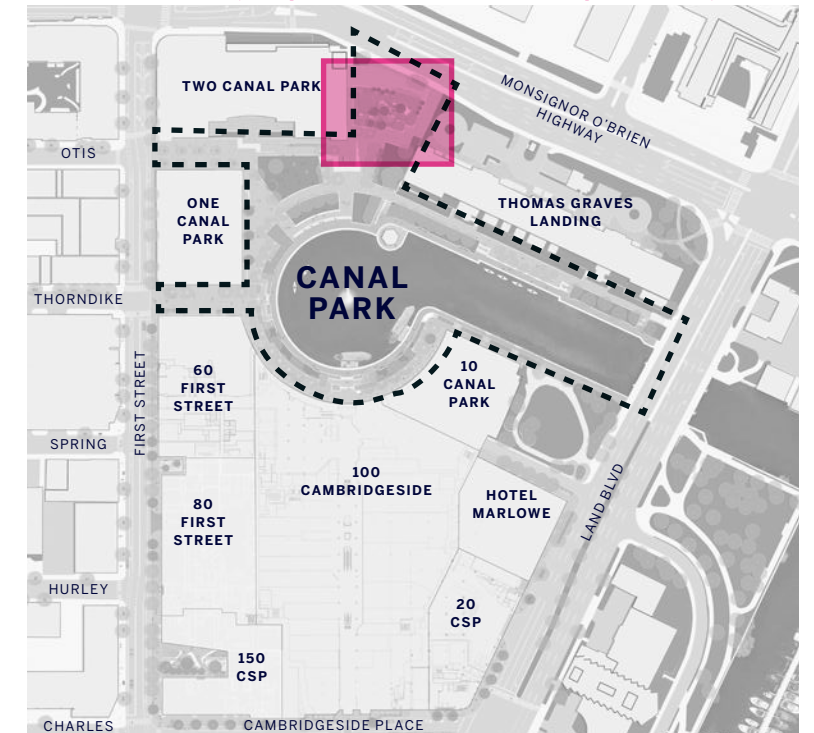 TWO CANAL PARK
MONSIGNOR O'BRIEN
HIGHWAY
OTIS
ONE
CANAL
PARK
THOMAS GRAVES
LANDING
CANAL
PARK
THORNDIKE
60
FIRST
STREET
10
CANAL
PARK
FIRST STREET
SPRING
100
CAMBRIDGESIDE
HOTEL
MARLOWE
LAND BLVD
80
FIRST
STREET
HURLEY
20
CSP
150
CSP
CHARLES
CAMBRIDGESIDE PLACE